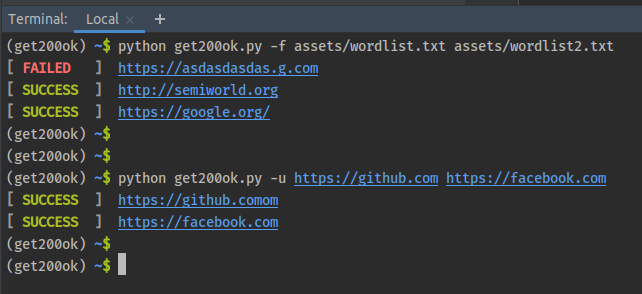 Terminal: Local × +
(get200ok) ~$ python get200ok.py -f assets/wordlist.txt assets/wordlist2.txt
[ FAILED ] https://asdasdasdas.g.com
[ SUCCESS ] http://semiworld.org
[ SUCCESS ] https://google.org/
(get200ok) ~$
(get200ok) ~$
(get200ok) ~$ python get200ok.py -u https://github.com https://facebook.com
[ SUCCESS ] https://github.comom
[ SUCCESS ] https://facebook.com
(get200ok) ~$
(get200ok) ~$